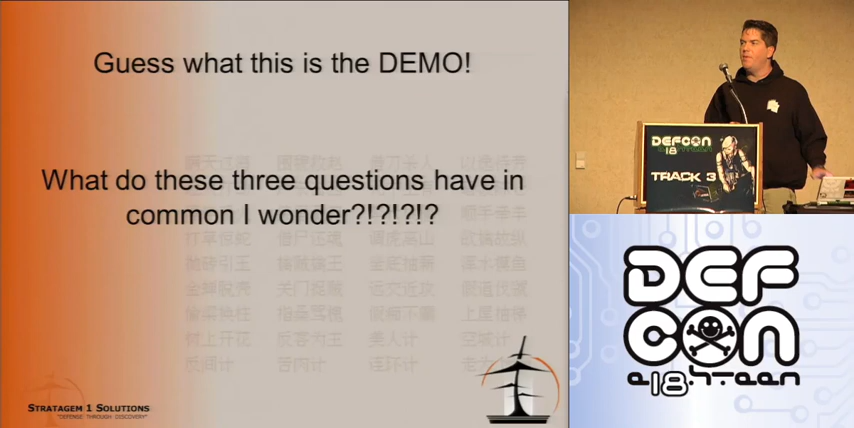 Guess what this is the DEMO!
What do these three questions have in
common I wonder?!?!?!?
瞒天过海 围魏救赵 借刀杀人 以逸待劳
顺手牵羊
打草惊蛇 借尸还魂 调虎离山 欲擒故纵
抛砖引玉 擒贼擒王 釜底抽薪 浑水摸鱼
金蝉脱壳 关门捉贼 远交近攻 假道伐虢
偷梁换柱 指桑骂槐 假痴不癫 上屋抽梯
树上开花 反客为主 美人计 空城计
反间计 苦肉计 连环计
STRATAGEM 1 SOLUTIONS
"DEFENSE THROUGH DISCOVERY"
DEFCON
18
TRACK 3
DEF
CON
e18h-teen